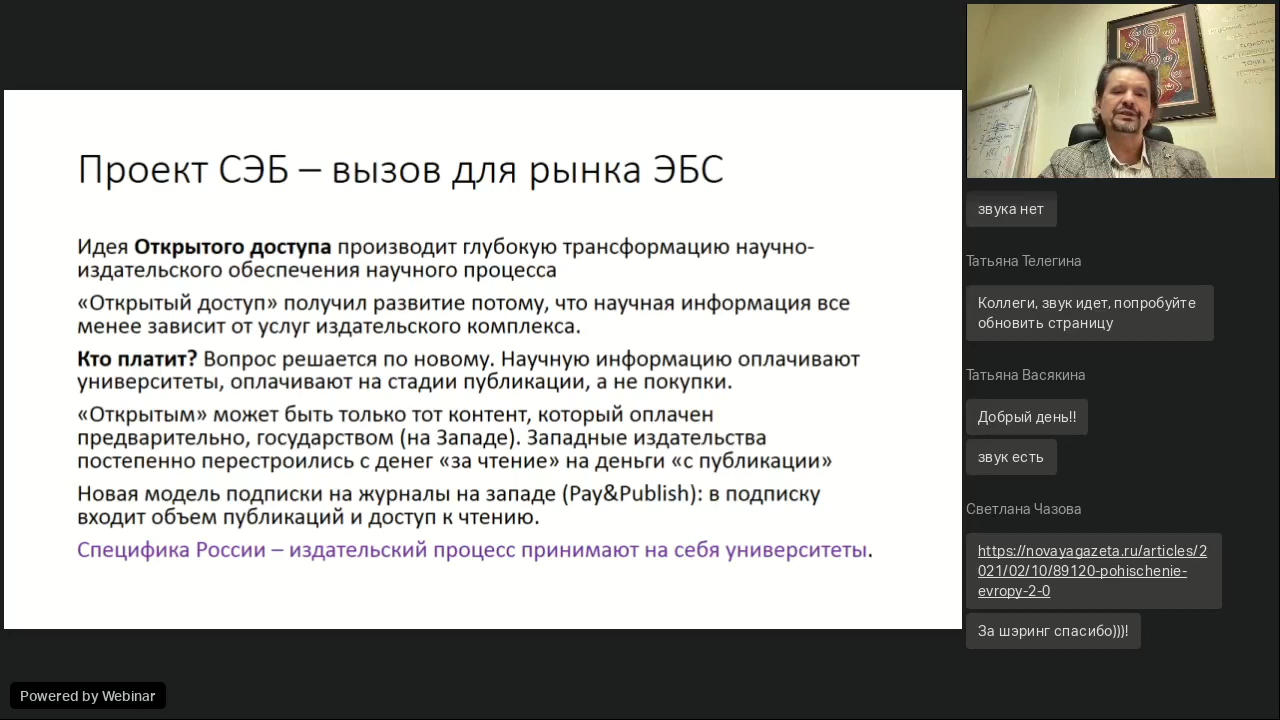 Проект СЭБ – вызов для рынка ЭБС
Идея Открытого доступа производит глубокую трансформацию научно-
издательского обеспечения научного процесса
«Открытый доступ» получил развитие потому, что научная информация все
менее зависит от услуг издательского комплекса.
Кто платит? Вопрос решается по новому. Научную информацию оплачивают
университеты, оплачивают на стадии публикации, а не покупки.
«Открытым» может быть только тот контент, который оплачен
предварительно, государством (на Западе). Западные издательства
постепенно перестроились с денег «за чтение» на деньги «с публикации»
Новая модель подписки на журналы на западе (Pay&Publish): в подписку
входит объем публикаций и доступ к чтению.
Специфика России – издательский процесс принимают на себя университеты.
звука нет
Татьяна Телегина
Коллеги, звук идет, попробуйте
обновить страницу
Татьяна Васякина
Добрый день!!
звук есть
Светлана Чазова
https://novayagazeta.ru/articles/2
021/02/10/89120-pohischenie-
evropy-2-0
За шэринг спасибо)))!
Powered by Webinar